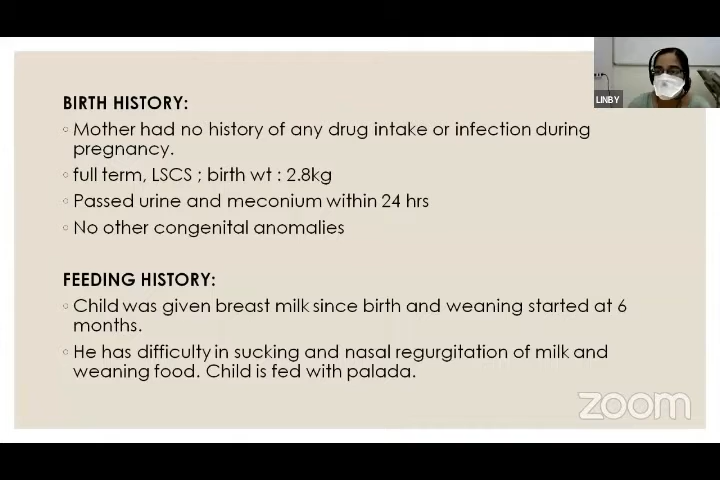 BIRTH HISTORY:
◦ Mother had no history of any drug intake or infection during
pregnancy.
◦ full term, LSCS ; birth wt : 2.8kg
◦ Passed urine and meconium within 24 hrs
◦ No other congenital anomalies
FEEDING HISTORY:
◦ Child was given breast milk since birth and weaning started at 6
months.
◦ He has difficulty in sucking and nasal regurgitation of milk and
weaning food. Child is fed with palada.
LINBY
zoom